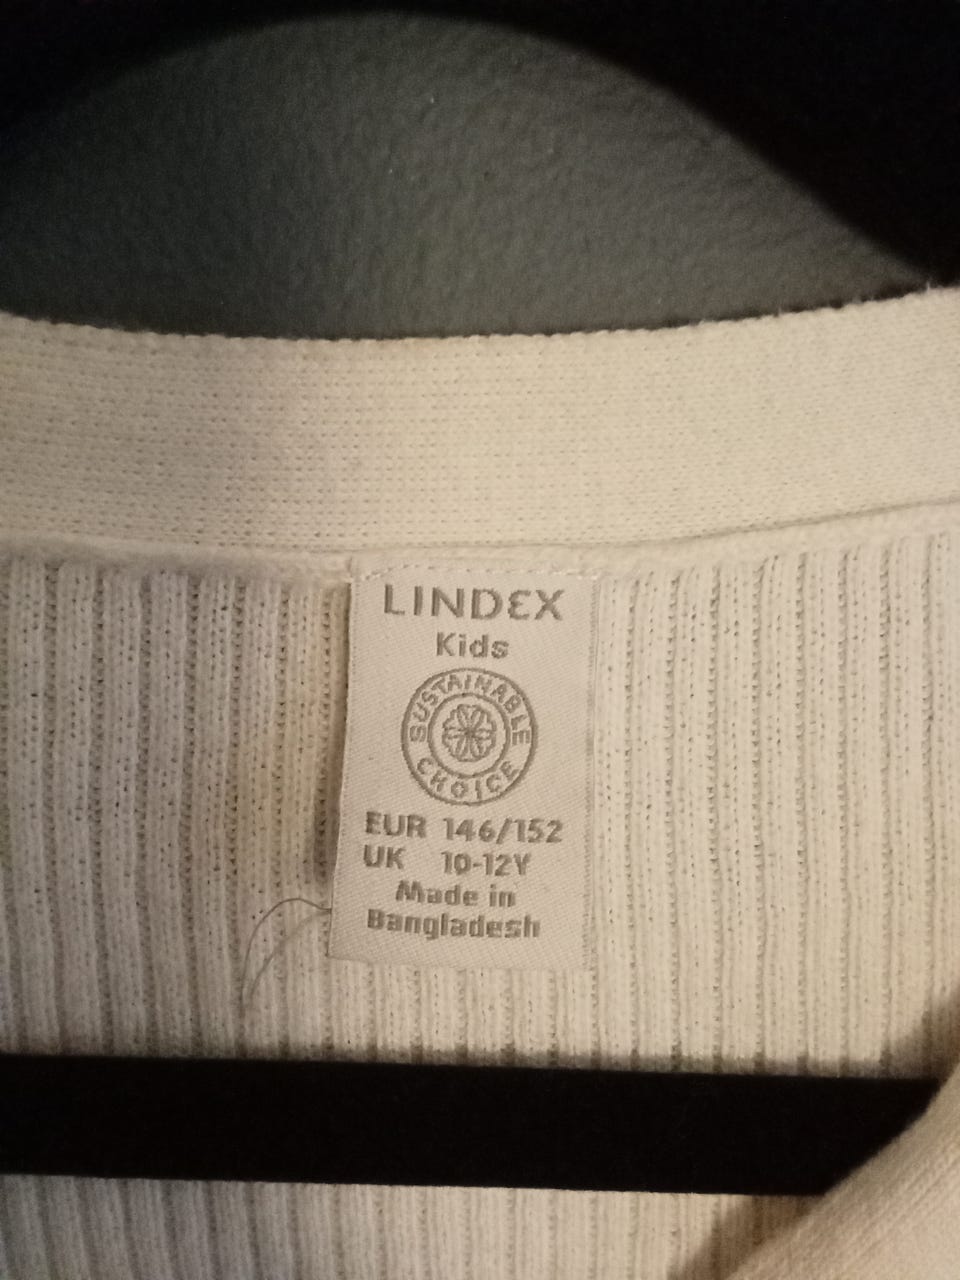 LINDEX
Kids
SUSTAINABLE
CHOICE
EUR 146/152
UK 10-12Y
Made in
Bangladesh